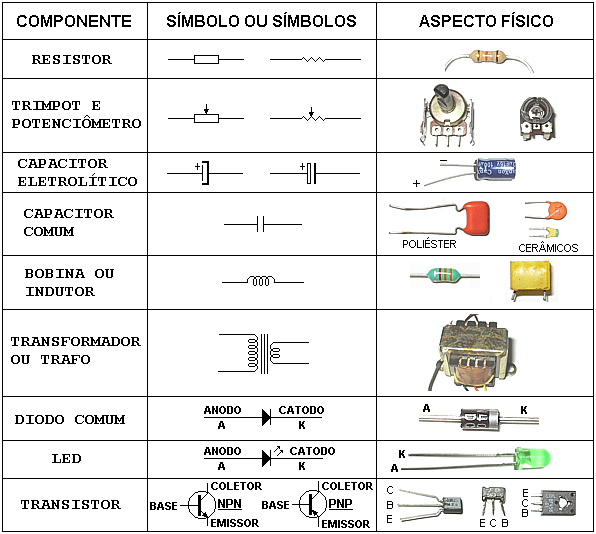 COMPONENTE
SÍMBOLO OU SÍMBOLOS
ASPECTO FÍSICO
RESISTOR
TRIMPOT E
POTENCIÔMETRO
CAPACITOR
ELETROLÍTICO
+
+
−
+
CAPACITOR
COMUM
POLIÉSTER
CERÂMICOS
BOBINA OU
INDUTOR
TRANSFORMADOR
OU TRAFO
DIODO COMUM
ANODO CATODO
A K
A K
LED
ANODO CATODO
A K
K
A
TRANSISTOR
COLETOR
BASE NPN
EMISSOR
COLETOR
BASE PNP
EMISSOR
C
B
E
E C B
E
C
B